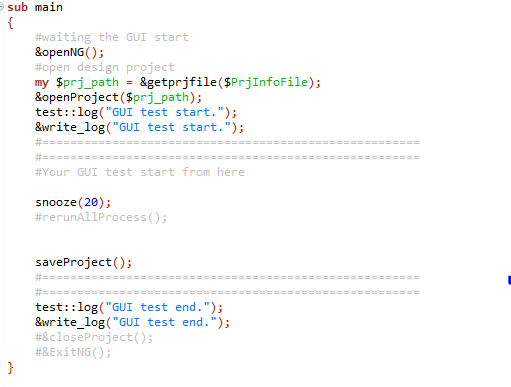 sub main
{
#waiting the GUI start
&openNG();
#open design project
my $prj_path = &getprjfile($PrjInfoFile);
&openProject($prj_path);
test::log("GUI test start.");
&write_log("GUI test start.");
#======================================================
#======================================================
#Your GUI test start from here
snooze(20);
#rerunAllProcess();
saveProject();
#======================================================
#======================================================
test::log("GUI test end.");
&write_log("GUI test end.");
#&closeProject();
#&ExitNG();
}